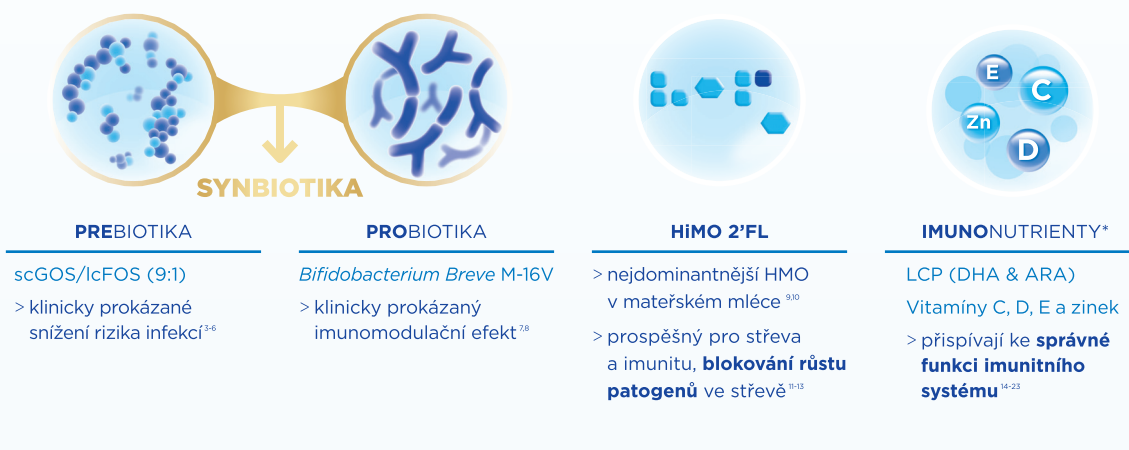 E
C
Zn
D
SYNBIOTIKA
PREBIOTIKA
scGOS/lcFOS (9:1)
> klinicky prokázané
snížení rizika infekcí 3-6
PROBIOTIKA
Bifidobacterium Breve M-16V
> klinicky prokázaný
imunomodulační efekt 7,8
HiMO 2’FL
> nejdominantnější HMO
v mateřském mléce 9,10
> prospěšný pro střeva
a imunitu, blokování růstu
patogenů ve střevě 11-13
IMUNONUTRIENTY*
LCP (DHA & ARA)
Vitamíny C, D, E a zinek
> přispívají ke správné
funkci imunitního
systému 14-23